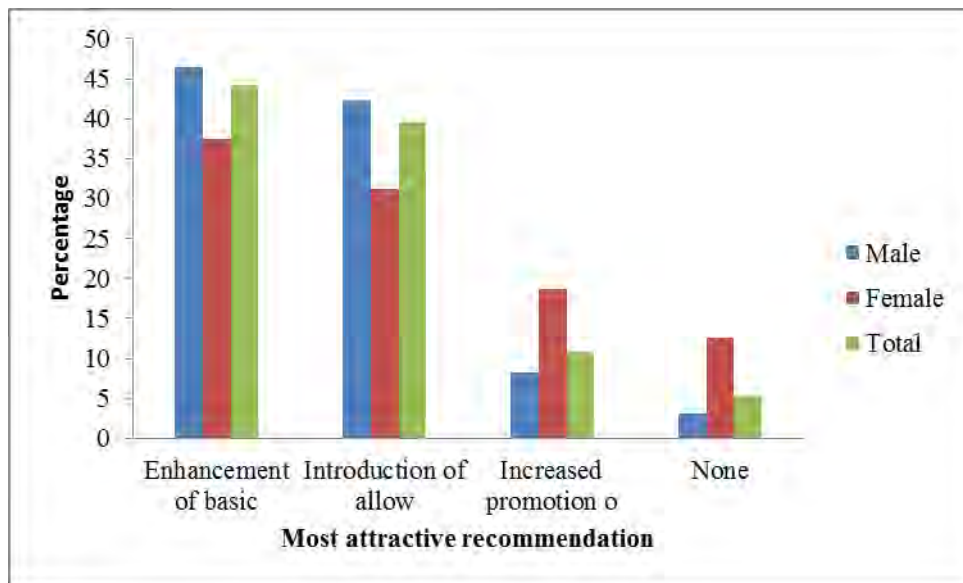 50
45
40
35
30
25
20
15
10
5
0
Percentage
Enhancement
of basic
Introduction of
allow
Increased
promotion o
None
Most attractive recommendation
Male
Female
Total